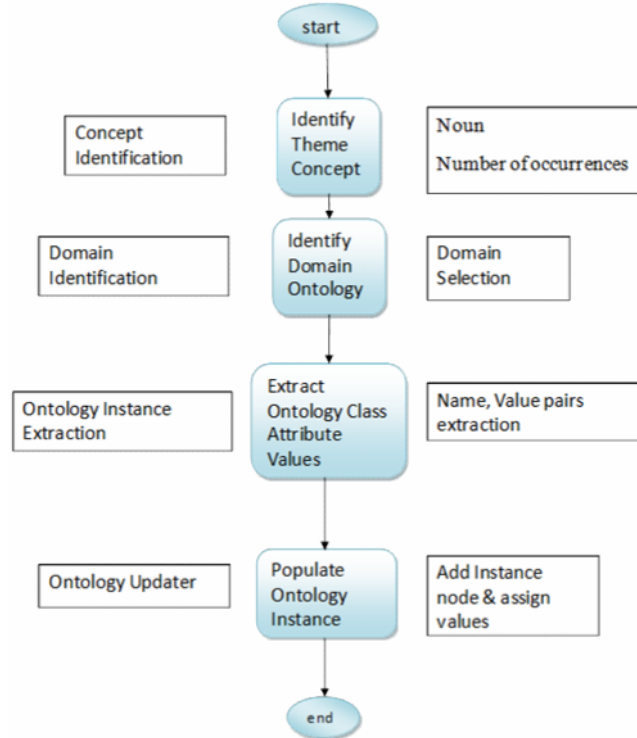 start
Concept
Identification
Identify
Theme
Concept
Noun
Number of occurrences
Domain
Identification
Identify
Domain
Ontology
Domain
Selection
Ontology Instance
Extraction
Extract
Ontology Class
Attribute
Values
Name, Value pairs
extraction
Ontology Updater
Populate
Ontology
Instance
Add Instance
node & assign
values
end